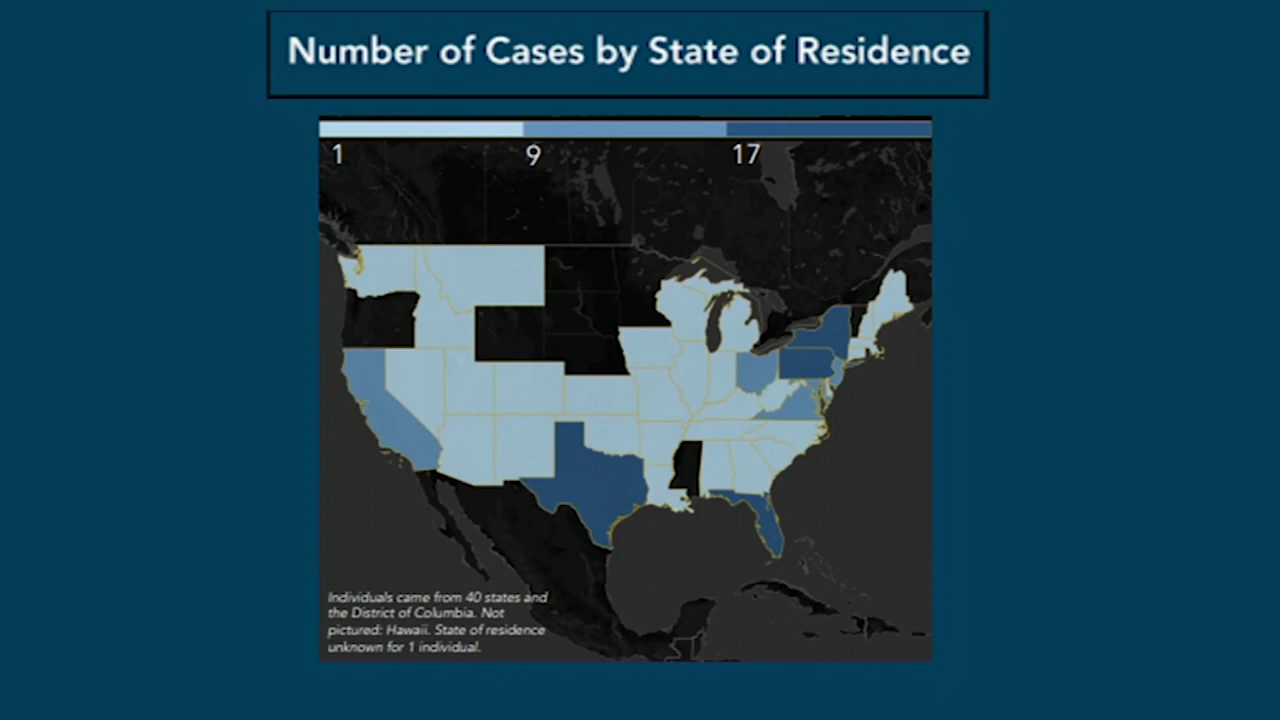 Number of Cases by State of Residence
1 9 17
Individuals came from 40 states and
the District of Columbia. Not
pictured: Hawaii. State of residence
unknown for 1 individual.